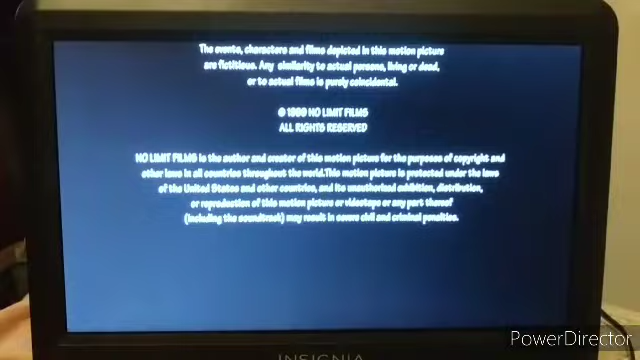 The events, characters and films depicted in this motion picture
are fictitious. Any similarity to actual persons, living or dead,
or to actual films is purely coincidental.
© 1999 NO LIMIT FILMS
ALL RIGHTS RESERVED
NO LIMIT FILMS is the author and creator of this motion picture for the purposes of copyright and
other laws in all countries throughout the world.This motion picture is protected under the laws
of the United States and other countries, and its unauthorized exhibition, distribution,
or reproduction of this motion picture or videotape or any part thereof
(including the soundtrack) may result in severe civil and criminal penalties.
INSIGNIA
PowerDirector